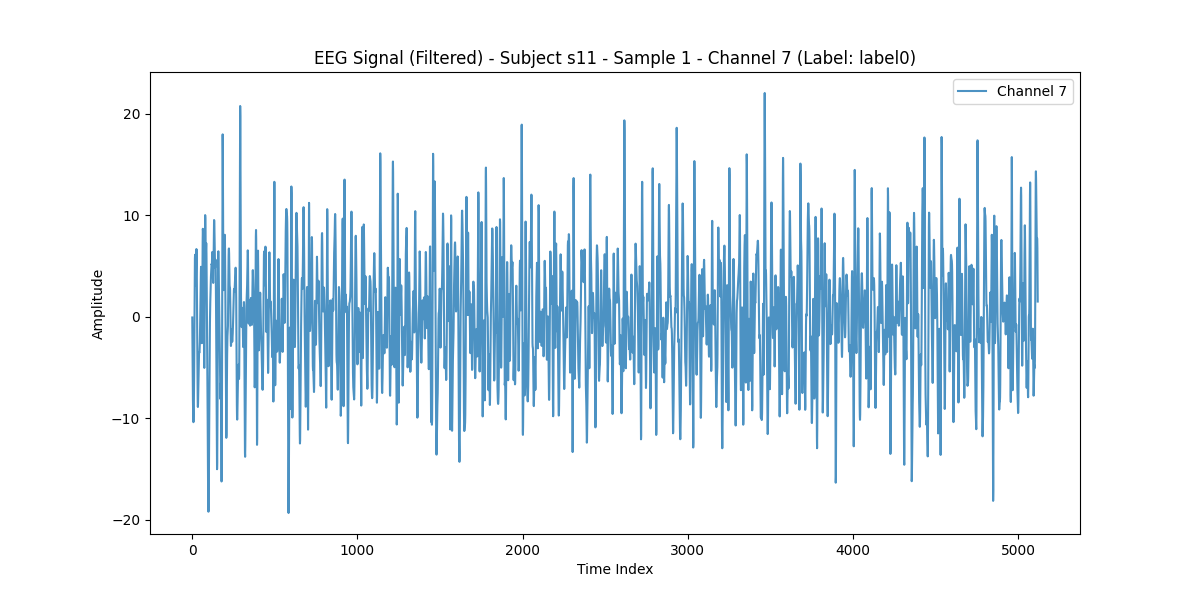 EEG Signal (Filtered) - Subject s11 - Sample 1 - Channel 7 (Label: label0)
Channel 7
20
10
0
−10
−20
Amplitude
0 1000 2000 3000 4000 5000
Time Index